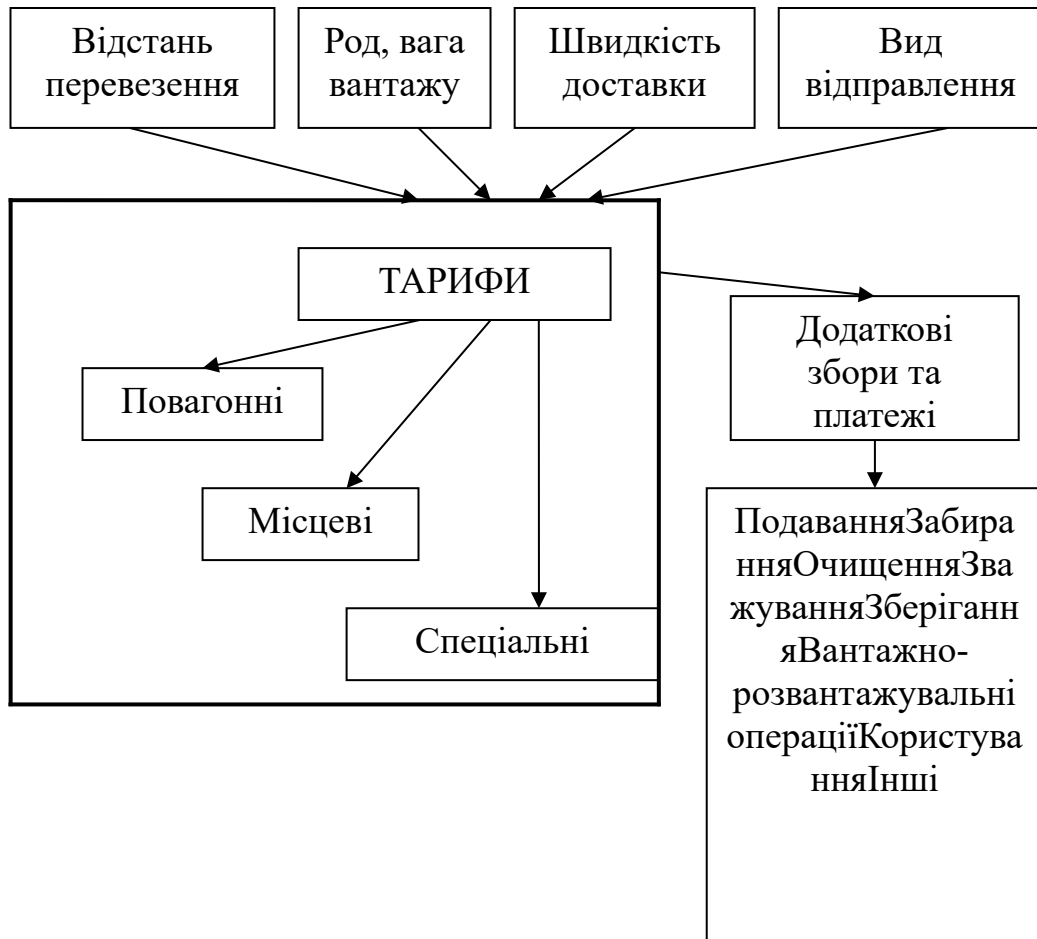 Відстань
перевезення
Род, вага
вантажу
Швидкість
доставки
Вид
відправлення
ТАРИФИ
Додаткові
збори та
платежі
Повагонні
Місцеві
Спеціальні
ПодаванняЗабира
нняОчищенняЗва
жуванняЗберіганн
яВантажно-
розвантажувальні
операціїКористува
нняІнші